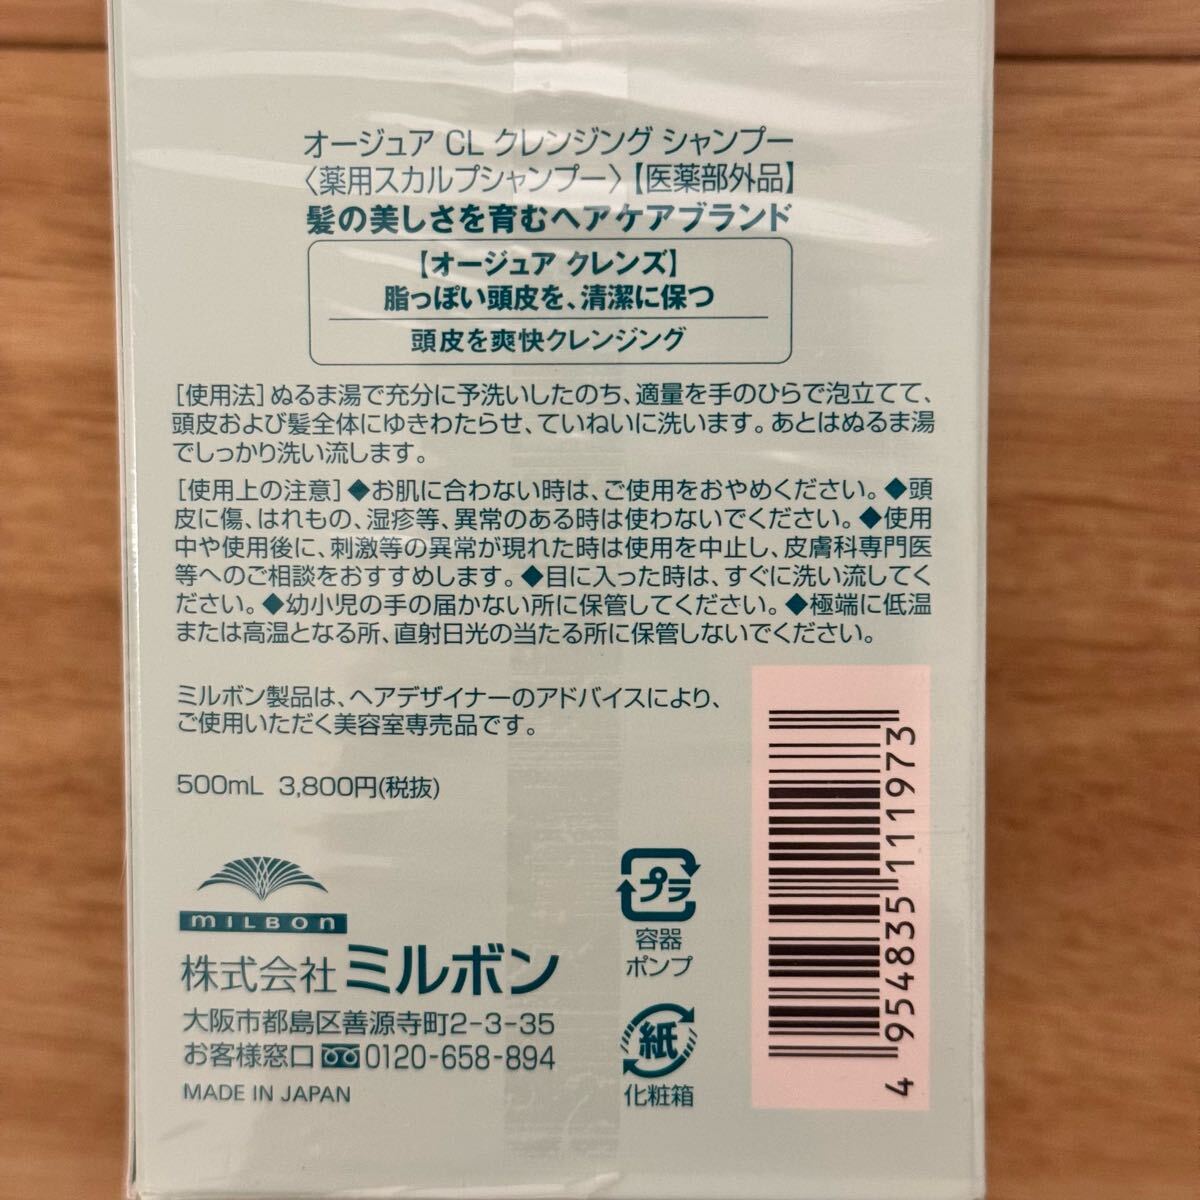 オージュア CL クレンジング シャンプー
〈薬用スカルプシャンプー〉【医薬部外品】
髪の美しさを育むヘアケアブランド
【オージュア クレンズ】
脂っぽい頭皮を、清潔に保つ
頭皮を爽快クレンジング
[使用法]ぬるま湯で充分に予洗いしたのち、適量を手のひらで泡立てて、
頭皮および髪全体にゆきわたらせ、ていねいに洗います。あとはぬるま湯
でしっかり洗い流します。
[使用上の注意]◆お肌に合わない時は、ご使用をおやめください。◆頭
皮に傷、はれもの、湿疹等、異常のある時は使わないでください。◆使用
中や使用後に、刺激等の異常が現れた時は使用を中止し、皮膚科専門医
等へのご相談をおすすめします。◆目に入った時は、すぐに洗い流してく
ださい。◆幼小児の手の届かない所に保管してください。◆極端に低温
または高温となる所、直射日光の当たる所に保管しないでください。
ミルボン製品は、ヘアデザイナーのアドバイスにより、
ご使用いただく美容室専売品です。
500mL 3,800円(税抜)
MILBON
株式会社 ミルボン
大阪市都島区善源寺町2-3-35
お客様窓口 0120-658-894
MADE IN JAPAN
プラ
容器
ポンプ
紙
化粧箱
4 954835 111973